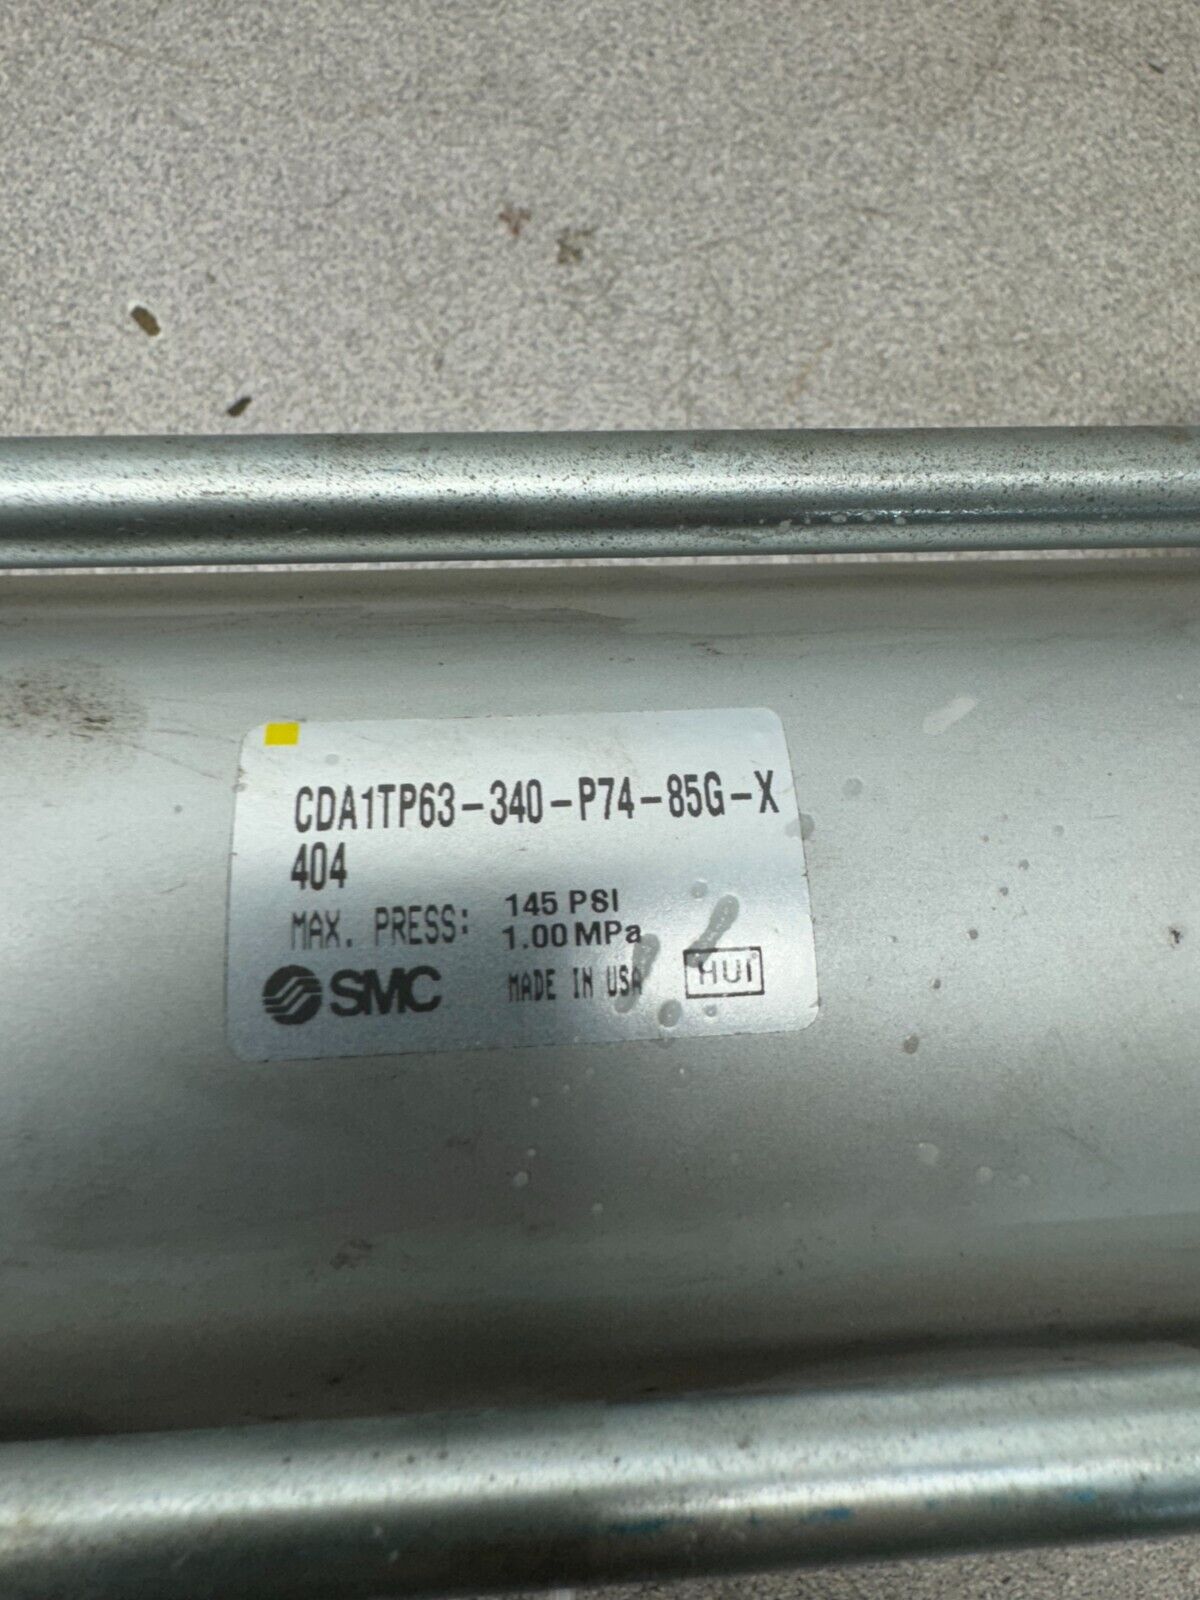 CDA1TP63-340-P74-85G-X
404
MAX. PRESS: 145 PSI
1.00 MPa
SMC MADE IN USA HUI